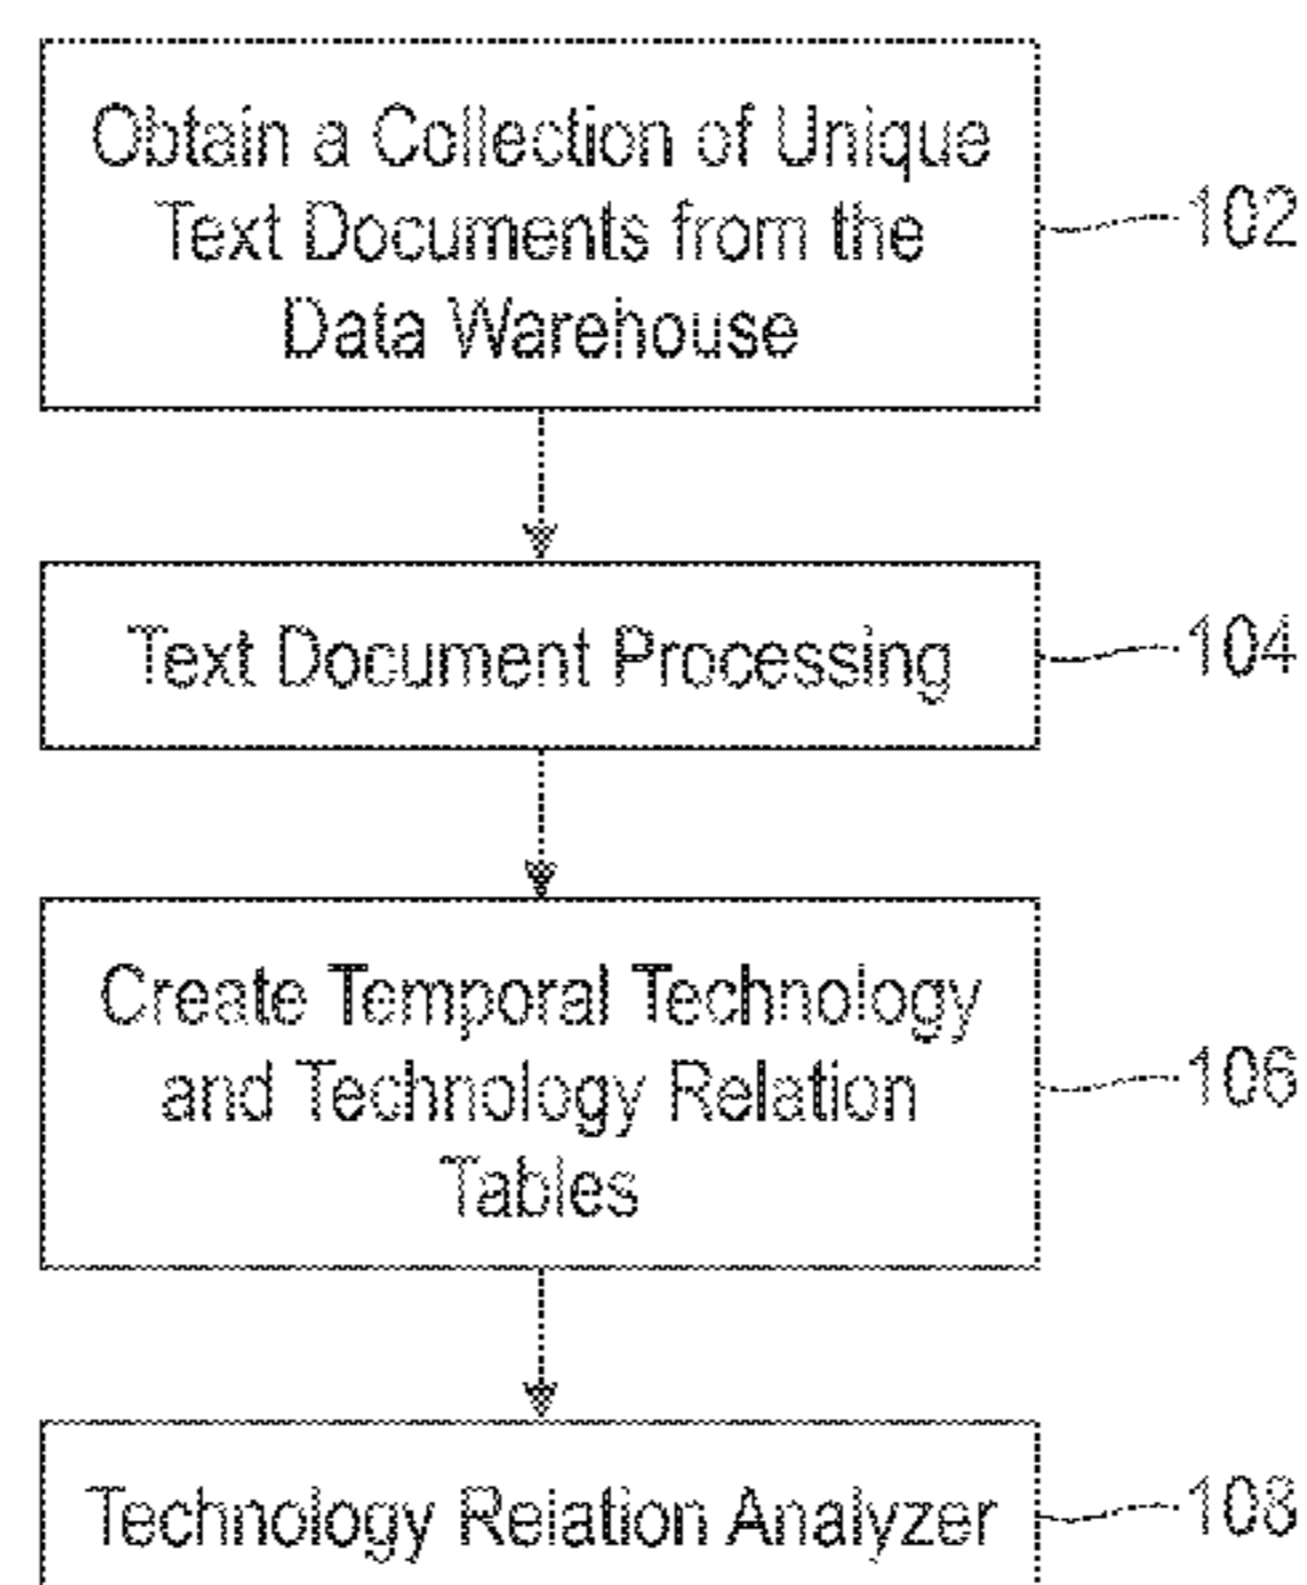 Obtain a Collection of Unique
Text Documents from the
Data Warehouse
102
Text Document Processing
104
Create Temporal Technology
and Technology Relation
Tables
106
Technology Relation Analyzer
108